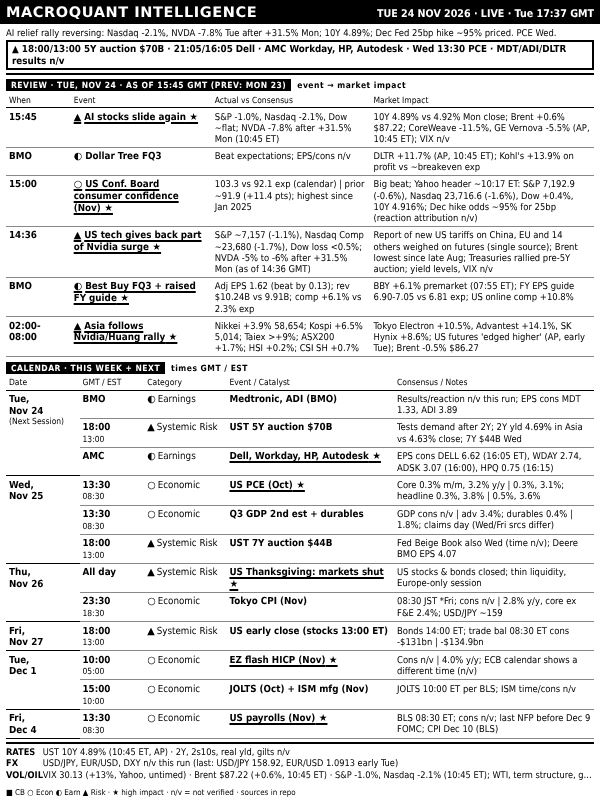 MACROQUANT INTELLIGENCE TUE 24 NOV 2026 · LIVE · Tue 17:37 GMT
AI relief rally reversing: Nasdaq -2.1%, NVDA -7.8% Tue after +31.5% Mon; 10Y 4.89%; Dec Fed 25bp hike ~95% priced. PCE Wed.
▲ 18:00/13:00 5Y auction $70B · 21:05/16:05 Dell · AMC Workday, HP, Autodesk · Wed 13:30 PCE · MDT/ADI/DLTR
results n/v
REVIEW · TUE, NOV 24 · AS OF 15:45 GMT (PREV: MON 23) event → market impact
When Event Actual vs Consensus Market Impact
15:45 ▲ AI stocks slide again ★ S&P -1.0%, Nasdaq -2.1%, Dow 10Y 4.89% vs 4.92% Mon close; Brent +0.6%
~flat; NVDA -7.8% after +31.5% $87.22; CoreWeave -11.5%, GE Vernova -5.5% (AP,
Mon (10:45 ET) 10:45 ET); VIX n/v
BMO ◐ Dollar Tree FQ3 Beat expectations; EPS/cons n/v DLTR +11.7% (AP, 10:45 ET); Kohl's +13.9% on
profit vs ~breakeven exp
15:00 ○ US Conf. Board 103.3 vs 92.1 exp (calendar) | prior Big beat; Yahoo header ~10:17 ET: S&P 7,192.9
consumer confidence ~91.9 (+11.4 pts); highest since (-0.6%), Nasdaq 23,716.6 (-1.6%), Dow +0.4%,
(Nov) ★ Jan 2025 10Y 4.916%; Dec hike odds ~95% for 25bp
(reaction attribution n/v)
14:36 ▲ US tech gives back part S&P ~7,157 (-1.1%), Nasdaq Comp Report of new US tariffs on China, EU and 14
of Nvidia surge ★ ~23,680 (-1.7%), Dow loss <0.5%; others weighed on futures (single source); Brent
NVDA -5% to -6% after +31.5% lowest since late Aug; Treasuries rallied pre-5Y
Mon (as of 14:36 GMT) auction; yield levels, VIX n/v
BMO ◐ Best Buy FQ3 + raised Adj EPS 1.62 (beat by 0.13); rev BBY +6.1% premarket (07:55 ET); FY EPS guide
FY guide ★ $10.24B vs 9.91B; comp +6.1% vs 6.90-7.05 vs 6.81 exp; US online comp +10.8%
2.3% exp
02:00- ▲ Asia follows Nikkei +3.9% 58,654; Kospi +6.5% Tokyo Electron +10.5%, Advantest +14.1%, SK
08:00 Nvidia/Huang rally ★ 5,014; Taiex >+9%; ASX200 Hynix +8.6%; US futures 'edged higher' (AP, early
+1.7%; HSI +0.2%; CSI SH +0.7% Tue); Brent -0.5% $86.27
CALENDAR · THIS WEEK + NEXT times GMT / EST
Date GMT / EST Category Event / Catalyst Consensus / Notes
Tue, BMO ◐ Earnings Medtronic, ADI (BMO) Results/reaction n/v this run; EPS cons MDT
Nov 24 1.33, ADI 3.89
(Next Session)
18:00 ▲ Systemic Risk UST 5Y auction $70B Tests demand after 2Y; 2Y yld 4.69% in Asia
13:00 vs 4.63% close; 7Y $44B Wed
AMC ◐ Earnings Dell, Workday, HP, Autodesk ★ EPS cons DELL 6.62 (16:05 ET), WDAY 2.74,
ADSK 3.07 (16:00), HPQ 0.75 (16:15)
Wed, 13:30 ○ Economic US PCE (Oct) ★ Core 0.3% m/m, 3.2% y/y | 0.3%, 3.1%;
Nov 25 08:30 headline 0.3%, 3.8% | 0.5%, 3.6%
13:30 ○ Economic Q3 GDP 2nd est + durables GDP cons n/v | adv 3.4%; durables 0.4% |
08:30 1.8%; claims day (Wed/Fri srcs differ)
18:00 ▲ Systemic Risk UST 7Y auction $44B Fed Beige Book also Wed (time n/v); Deere
13:00 BMO EPS 4.07
Thu, All day ▲ Systemic Risk US Thanksgiving: markets shut US stocks & bonds closed; thin liquidity,
Nov 26 ★ Europe-only session
23:30 ○ Economic Tokyo CPI (Nov) 08:30 JST *Fri; cons n/v | 2.8% y/y, core ex
18:30 F&E 2.4%; USD/JPY ~159
Fri, 18:00 ▲ Systemic Risk US early close (stocks 13:00 ET) Bonds 14:00 ET; trade bal 08:30 ET cons
Nov 27 13:00 -$131bn | -$134.9bn
Tue, 10:00 ○ Economic EZ flash HICP (Nov) ★ Cons n/v | 4.0% y/y; ECB calendar shows a
Dec 1 05:00 different time (n/v)
15:00 ○ Economic JOLTS (Oct) + ISM mfg (Nov) JOLTS 10:00 ET per BLS; ISM time/cons n/v
10:00
Fri, 13:30 ○ Economic US payrolls (Nov) ★ BLS 08:30 ET; cons n/v; last NFP before Dec 9
Dec 4 08:30 FOMC; CPI Dec 10 (BLS)
RATES UST 10Y 4.89% (10:45 ET, AP) · 2Y, 2s10s, real yld, gilts n/v
FX USD/JPY, EUR/USD, DXY n/v this run (last: USD/JPY 158.92, EUR/USD 1.0913 early Tue)
VOL/OIL VIX 30.13 (+13%, Yahoo, untimed) · Brent $87.22 (+0.6%, 10:45 ET) · S&P -1.0%, Nasdaq -2.1% (10:45 ET); WTI, term structure, g...
■ CB ○ Econ ◐ Earn ▲ Risk · ★ high impact · n/v = not verified · sources in repo